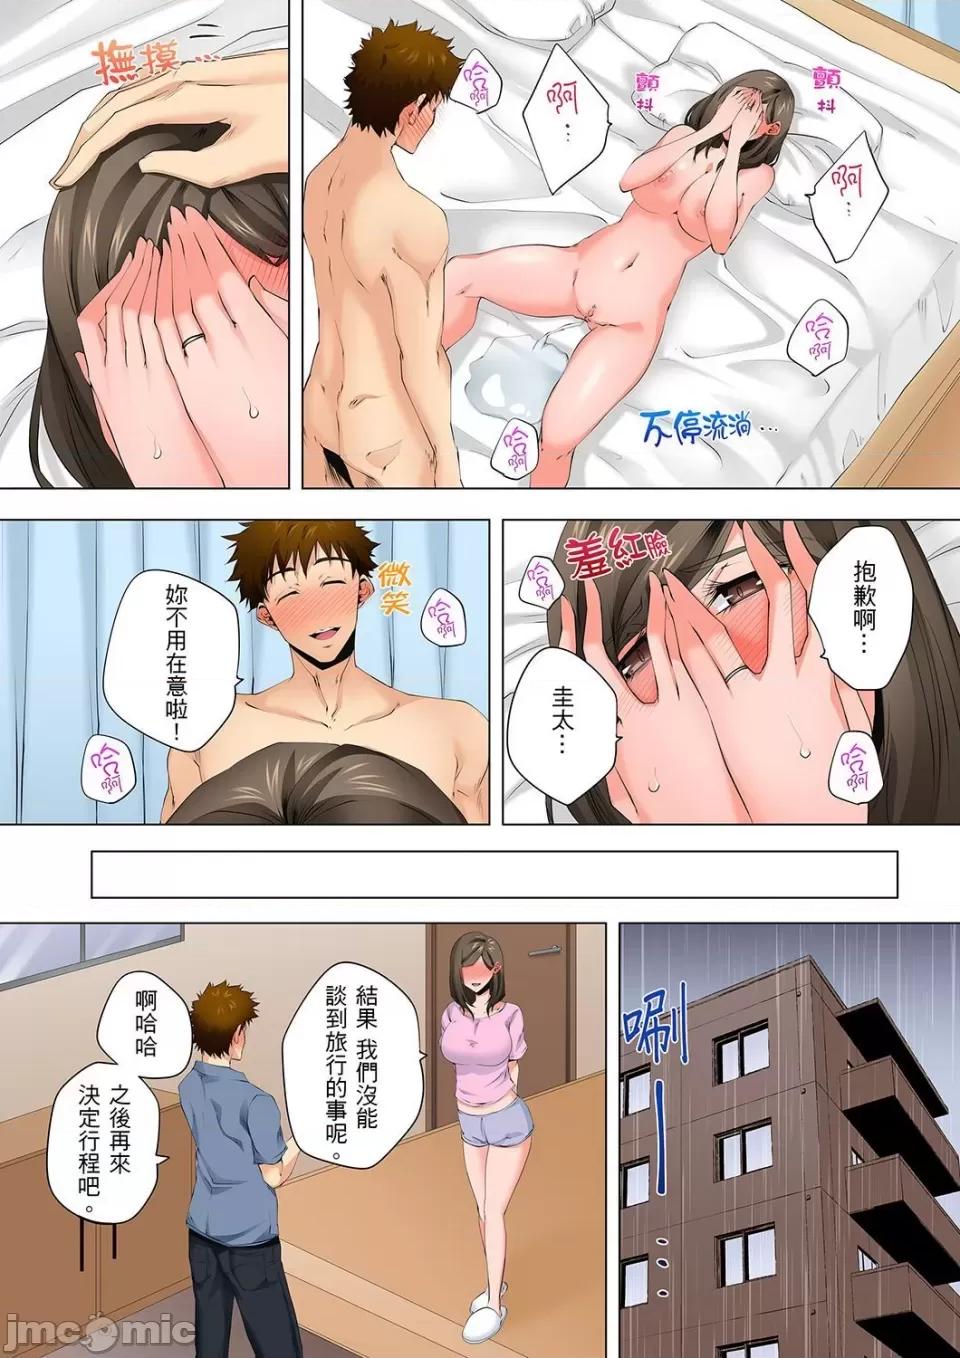 顫抖
顫抖
啊…
啊…
哈啊
哈啊
哈啊
不停流淌…
撫摸…
羞紅臉
抱歉啊…
圭太…
哈啊
哈啊
微笑
妳不用在意啦！
哈啊
哈啊
唰——
結果 我們沒能
談到旅行的事呢。
啊哈哈
之後再來
決定行程吧。
jmcomic